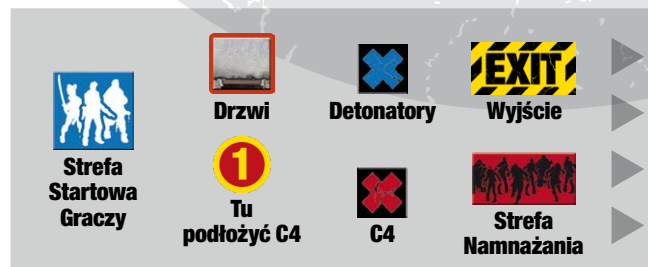 Strefa
Startowa
Graczy
Drzwi
1
Tu
podłożyć C4
Detonatory
C4
EXIT
Wyjście
Strefa
Namnażania